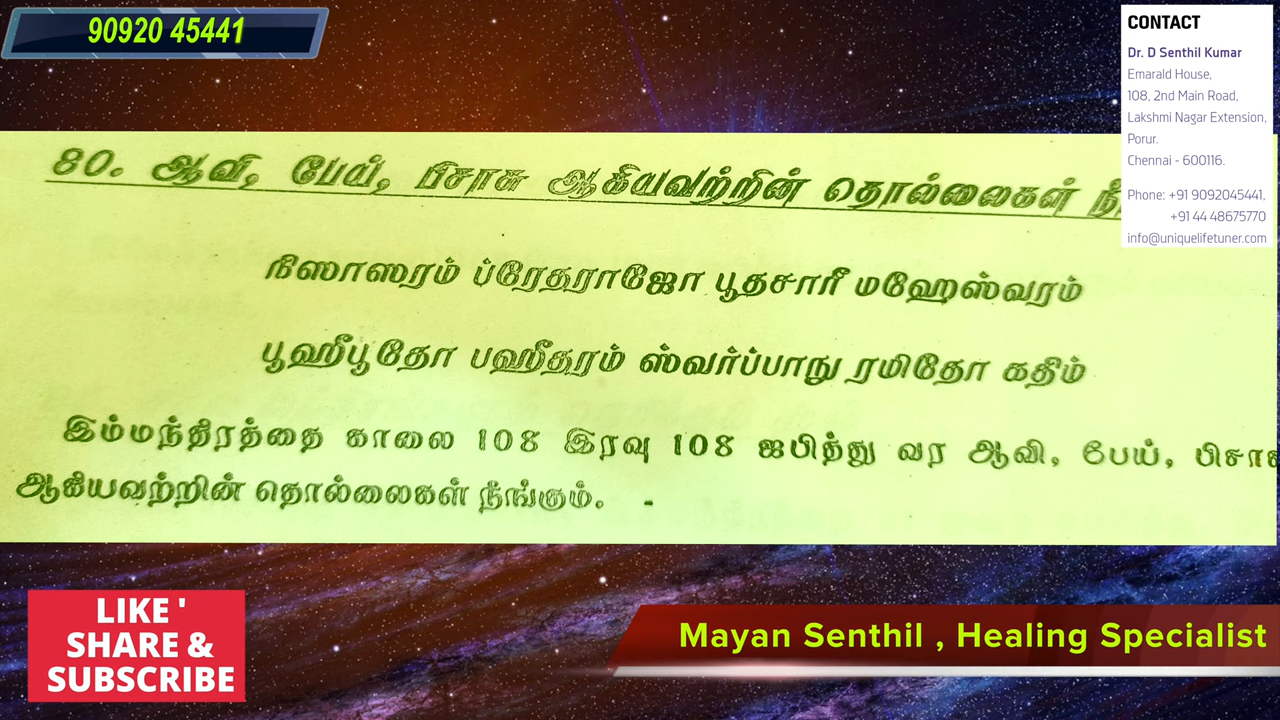 90920 45441
CONTACT
Dr. D Senthil Kumar
Emarald House,
108, 2nd Main Road,
Lakshmi Nagar Extension,
Porur.
Chennai - 600116.
Phone: +91 9092045441,
+91 44 48675770
info@uniquelifetuner.com
80. ஆவி, பேய், பிசாசு ஆகியவற்றின் தொல்லைகள்
நிஸாஸரம் ப்ரேதராஜோ பூதசாரீ மஹேஸ்வரம்
பூஹீபூதோ பஹீதரம் ஸ்வர்ப்பாநு ரமிதோ கதிம்
இம்மந்திரத்தை காலை 108 இரவு 108 ஜபித்து வர ஆவி, பேய்,
ஆகியவற்றின் தொல்லைகள் நீங்கும். -
LIKE '
SHARE &
SUBSCRIBE
Mayan Senthil , Healing Specialist